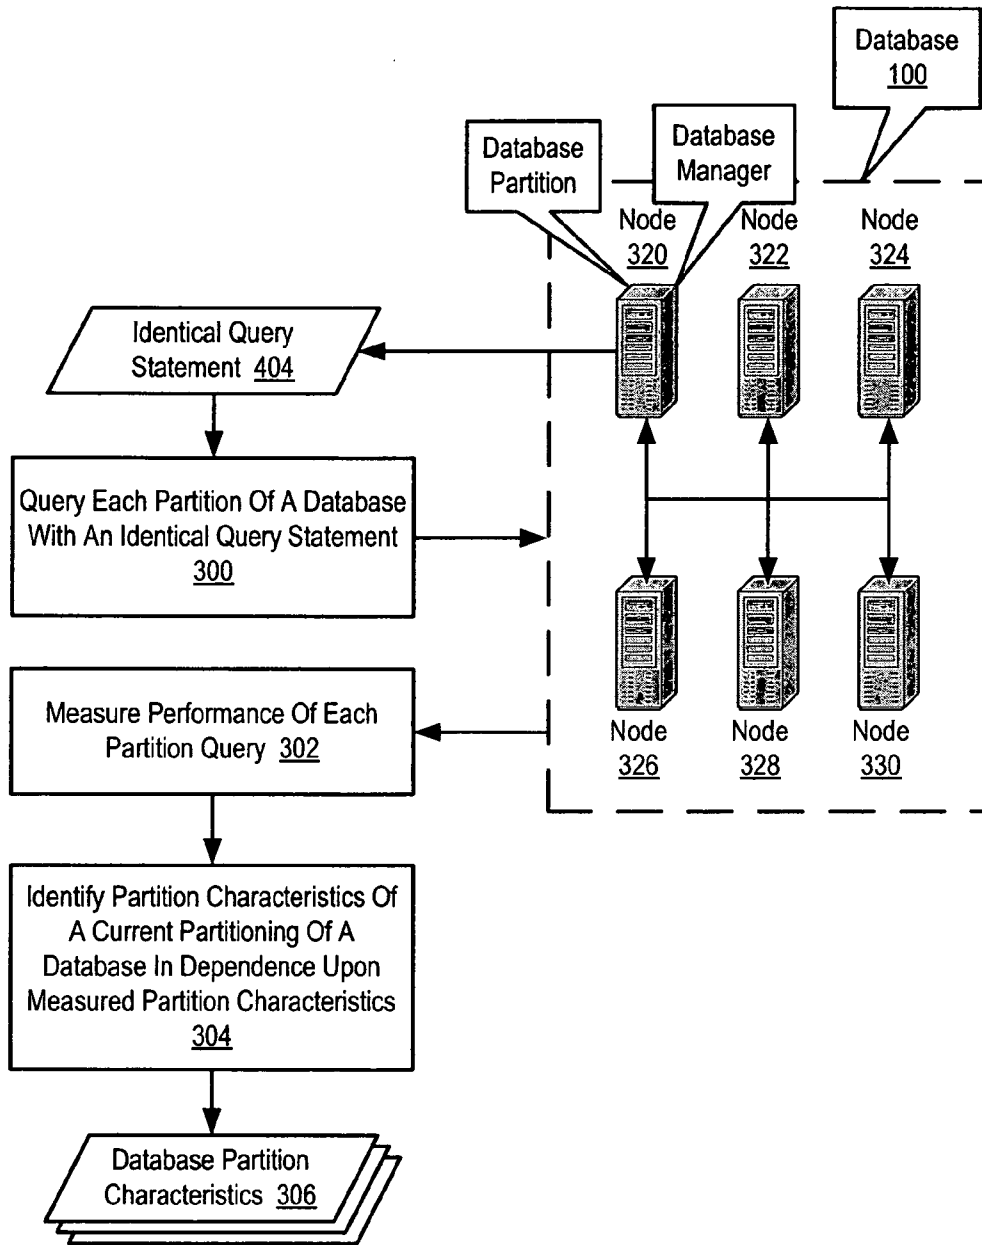 Database
100
Database
Partition
Database
Manager
Node
320
Node
322
Node
324
Identical Query
Statement 404
Query Each Partition Of A Database
With An Identical Query Statement
300
Measure Performance Of Each
Partition Query 302
Node
326
Node
328
Node
330
Identify Partition Characteristics Of
A Current Partitioning Of A
Database In Dependence Upon
Measured Partition Characteristics
304
Database Partition
Characteristics 306